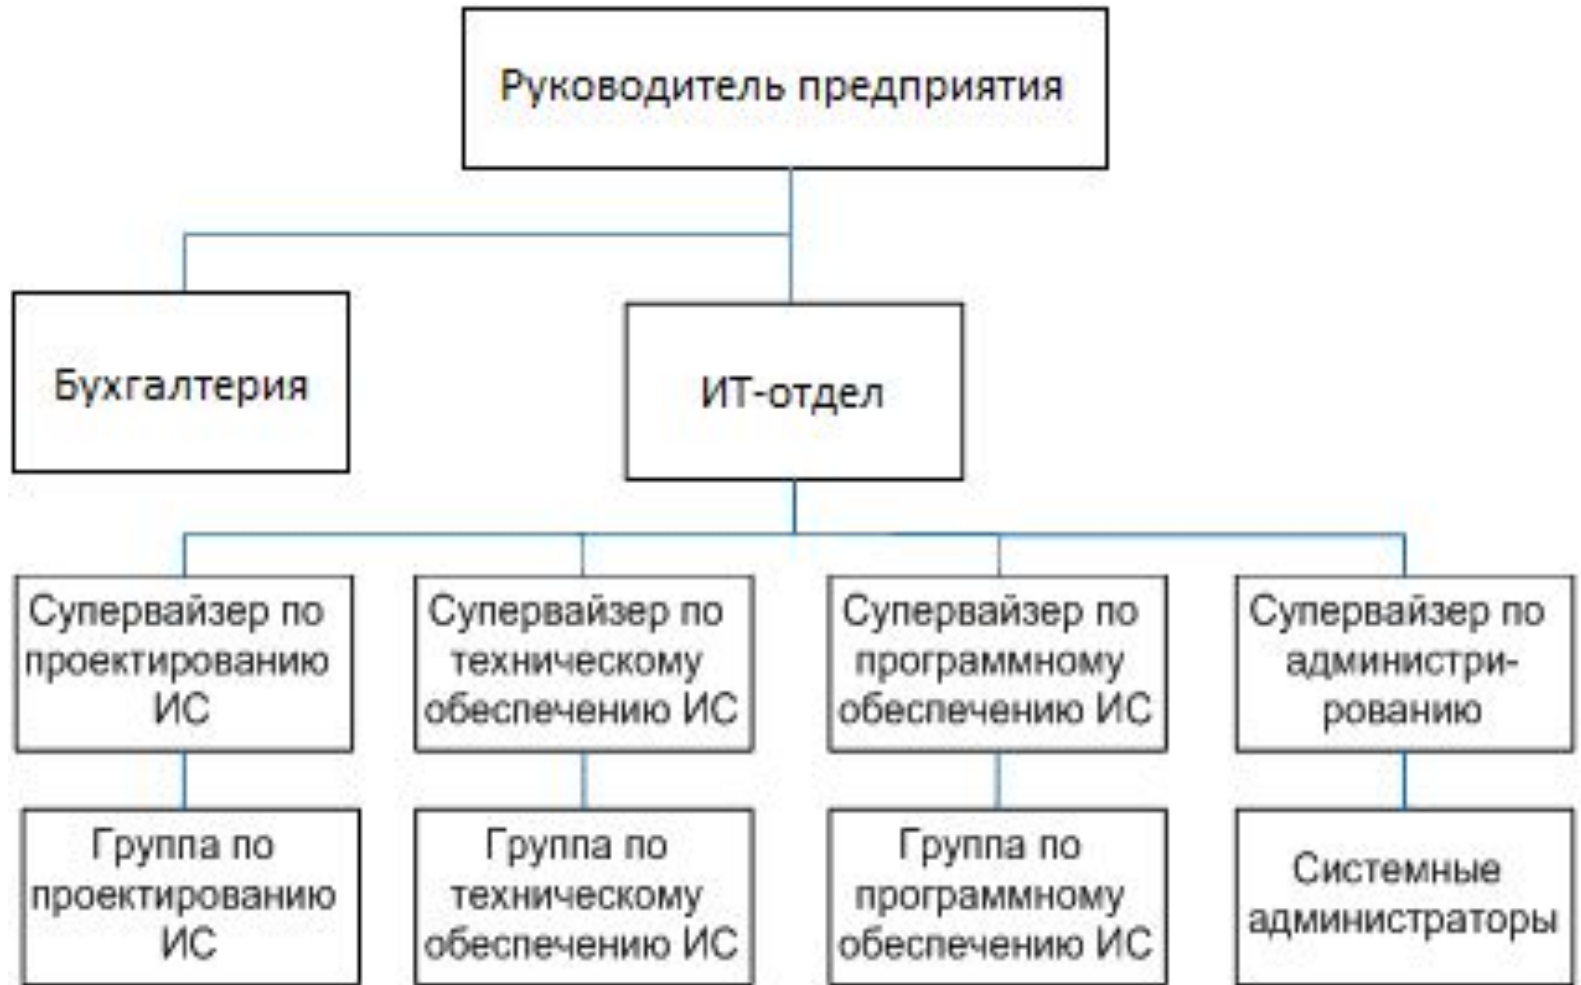 Руководитель предприятия
Бухгалтерия
ИТ-отдел
Супервайзер по
проектированию
ИС
Супервайзер по
техническому
обеспечению ИС
Супервайзер по
программному
обеспечению ИС
Супервайзер по
администри-
рованию
Группа по
проектированию
ИС
Группа по
техническому
обеспечению ИС
Группа по
программному
обеспечению ИС
Системные
администраторы